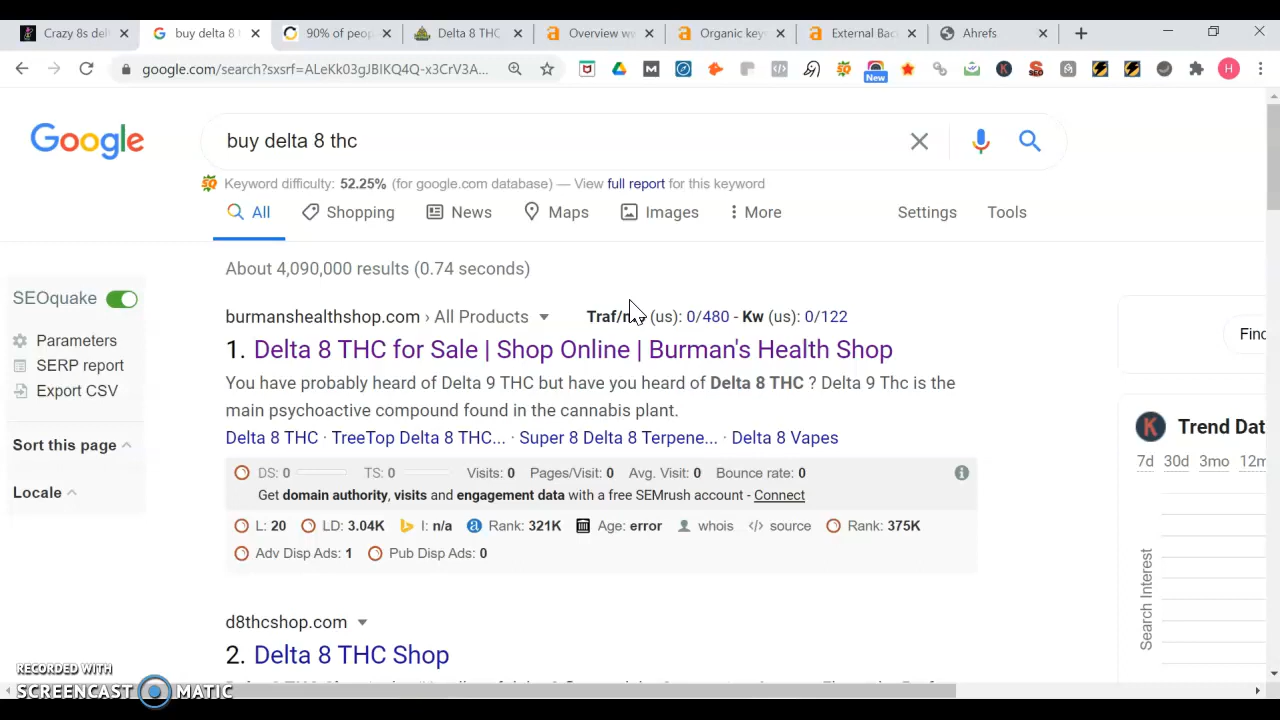 Crazy 8s del
buy delta 8
90% of peop
Delta 8 THC
Overview w
Organic key
External Bac
Ahrefs
google.com/search?sxsrf=ALeKk03gJBIKQ4Q-x3CrV3A...
New
H
Google
buy delta 8 thc
Keyword difficulty: 52.25% (for google.com database) — View full report for this keyword
All
Shopping
News
Maps
Images
More
Settings
Tools
About 4,090,000 results (0.74 seconds)
SEOquake
Parameters
SERP report
Export CSV
Sort this page
Locale
burmanshealthshop.com › All Products
Traf/m (us): 0/480 - Kw (us): 0/122
1. Delta 8 THC for Sale | Shop Online | Burman's Health Shop
You have probably heard of Delta 9 THC but have you heard of Delta 8 THC ? Delta 9 Thc is the
main psychoactive compound found in the cannabis plant.
Delta 8 THC · TreeTop Delta 8 THC... · Super 8 Delta 8 Terpene... · Delta 8 Vapes
DS: 0 TS: 0 Visits: 0 Pages/Visit: 0 Avg. Visit: 0 Bounce rate: 0
Get domain authority, visits and engagement data with a free SEMrush account - Connect
L: 20 LD: 3.04K I: n/a Rank: 321K Age: error whois source Rank: 375K
Adv Disp Ads: 1 Pub Disp Ads: 0
d8thcshop.com
2. Delta 8 THC Shop
Finc
K
Trend Dat
7d 30d 3mo 12m
Search Interest
RECORDED WITH
SCREENCAST MATIC